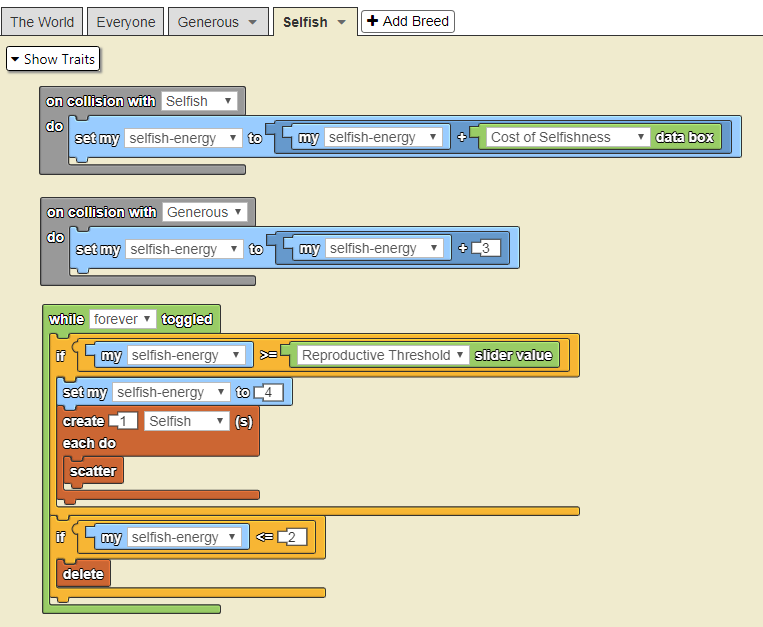 The World Everyone Generous Selfish + Add Breed
Show Traits
on collision with Selfish
do set my selfish-energy to my selfish-energy + Cost of Selfishness data box
on collision with Generous
do set my selfish-energy to my selfish-energy + 3
while forever toggled
if my selfish-energy >= Reproductive Threshold slider value
set my selfish-energy to 4
create 1 Selfish (s)
each do
scatter
if my selfish-energy <= 2
delete